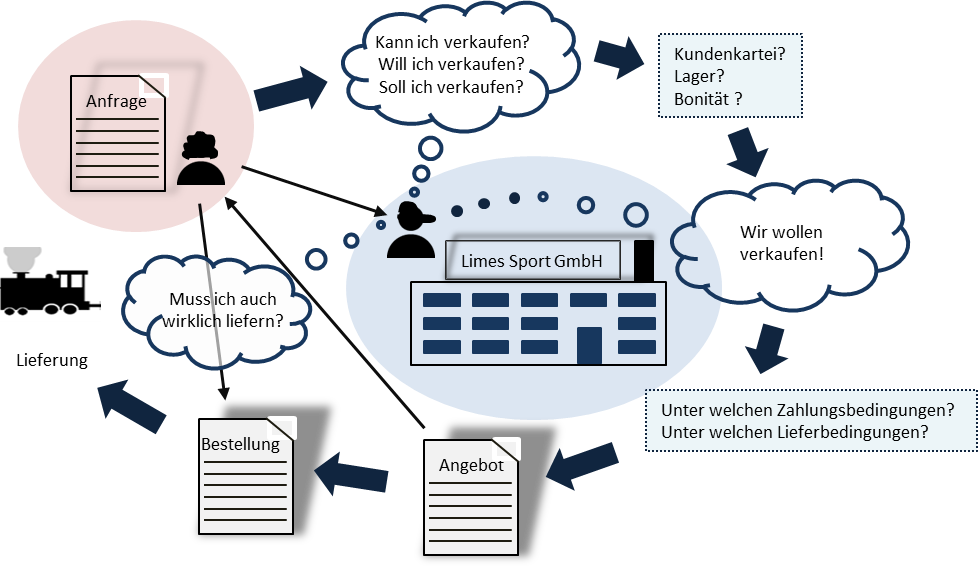 Anfrage
Kann ich verkaufen?
Will ich verkaufen?
Soll ich verkaufen?
Kundenkartei?
Lager?
Bonität ?
Wir wollen
verkaufen!
Limes Sport GmbH
Muss ich auch
wirklich liefern?
Lieferung
Unter welchen Zahlungsbedingungen?
Unter welchen Lieferbedingungen?
Bestellung
Angebot